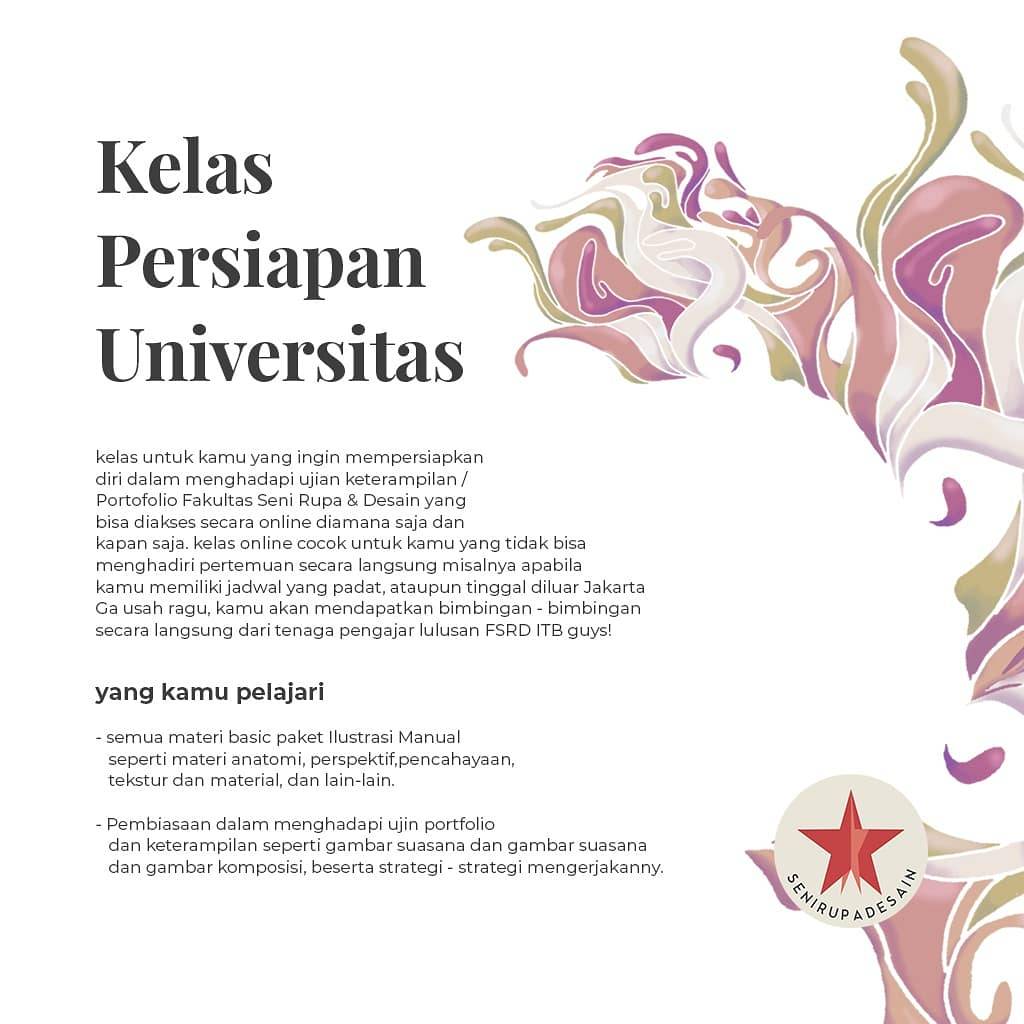 Kelas
Persiapan
Universitas
kelas untuk kamu yang ingin mempersiapkan
diri dalam menghadapi ujian keterampilan /
Portofolio Fakultas Seni Rupa & Desain yang
bisa diakses secara online diamana saja dan
kapan saja. kelas online cocok untuk kamu yang tidak bisa
menghadiri pertemuan secara langsung misalnya apabila
kamu memiliki jadwal yang padat, ataupun tinggal diluar Jakarta
Ga usah ragu, kamu akan mendapatkan bimbingan - bimbingan
secara langsung dari tenaga pengajar lulusan FSRD ITB guys!
yang kamu pelajari
- semua materi basic paket Ilustrasi Manual
seperti materi anatomi, perspektif,pencahayaan,
tekstur dan material, dan lain-lain.
- Pembiasaan dalam menghadapi ujin portfolio
dan keterampilan seperti gambar suasana dan gambar suasana
dan gambar komposisi, beserta strategi - strategi mengerjakanny.
SENIRUPADESAIN